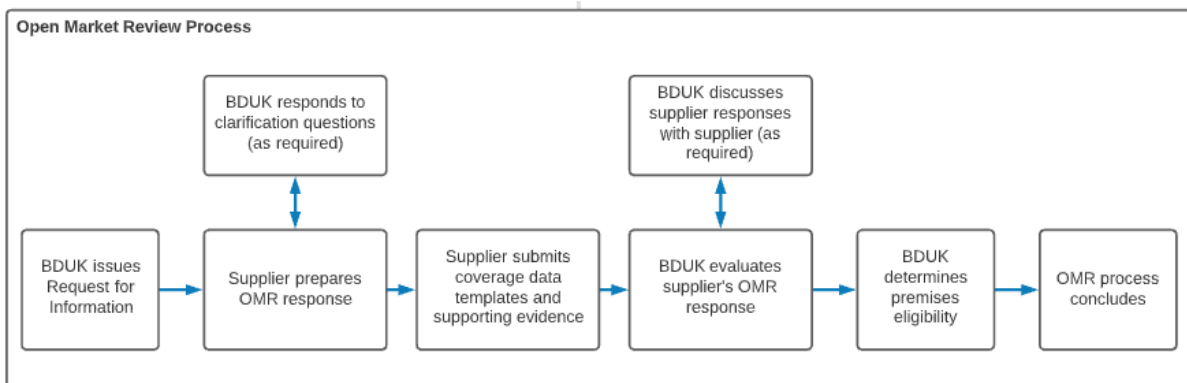 Open Market Review Process
BDUK responds to
clarification questions
(as required)
BDUK discusses
supplier responses
with supplier (as
required)
BDUK issues
Request for
Information
Supplier prepares
OMR response
Supplier submits
coverage data
templates and
supporting evidence
BDUK evaluates
supplier's OMR
response
BDUK
determines
premises
eligibility
OMR process
concludes